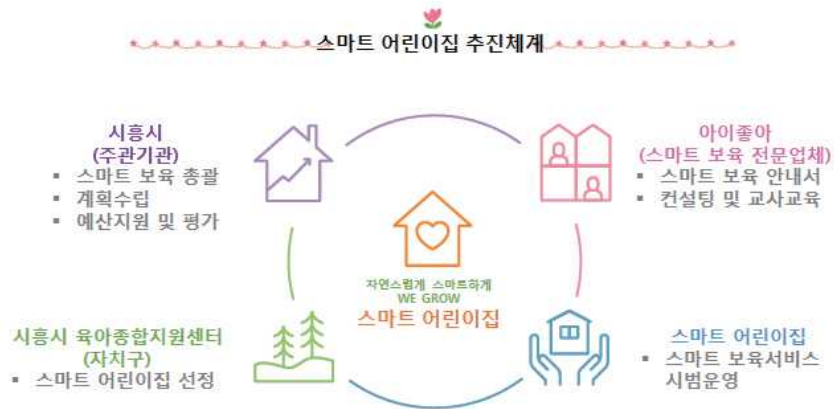 스마트 어린이집 추진체계
시흥시
(주관기관)
▪ 스마트 보육 총괄
▪ 계획수립
▪ 예산지원 및 평가
아이좋아
(스마트 보육 전문업체)
▪ 스마트 보육 안내서
▪ 컨설팅 및 교사교육
자연스럽게 스마트하게
WE GROW
스마트 어린이집
시흥시 육아종합지원센터
(자치구)
▪ 스마트 어린이집 선정
스마트 어린이집
▪ 스마트 보육서비스
시범운영